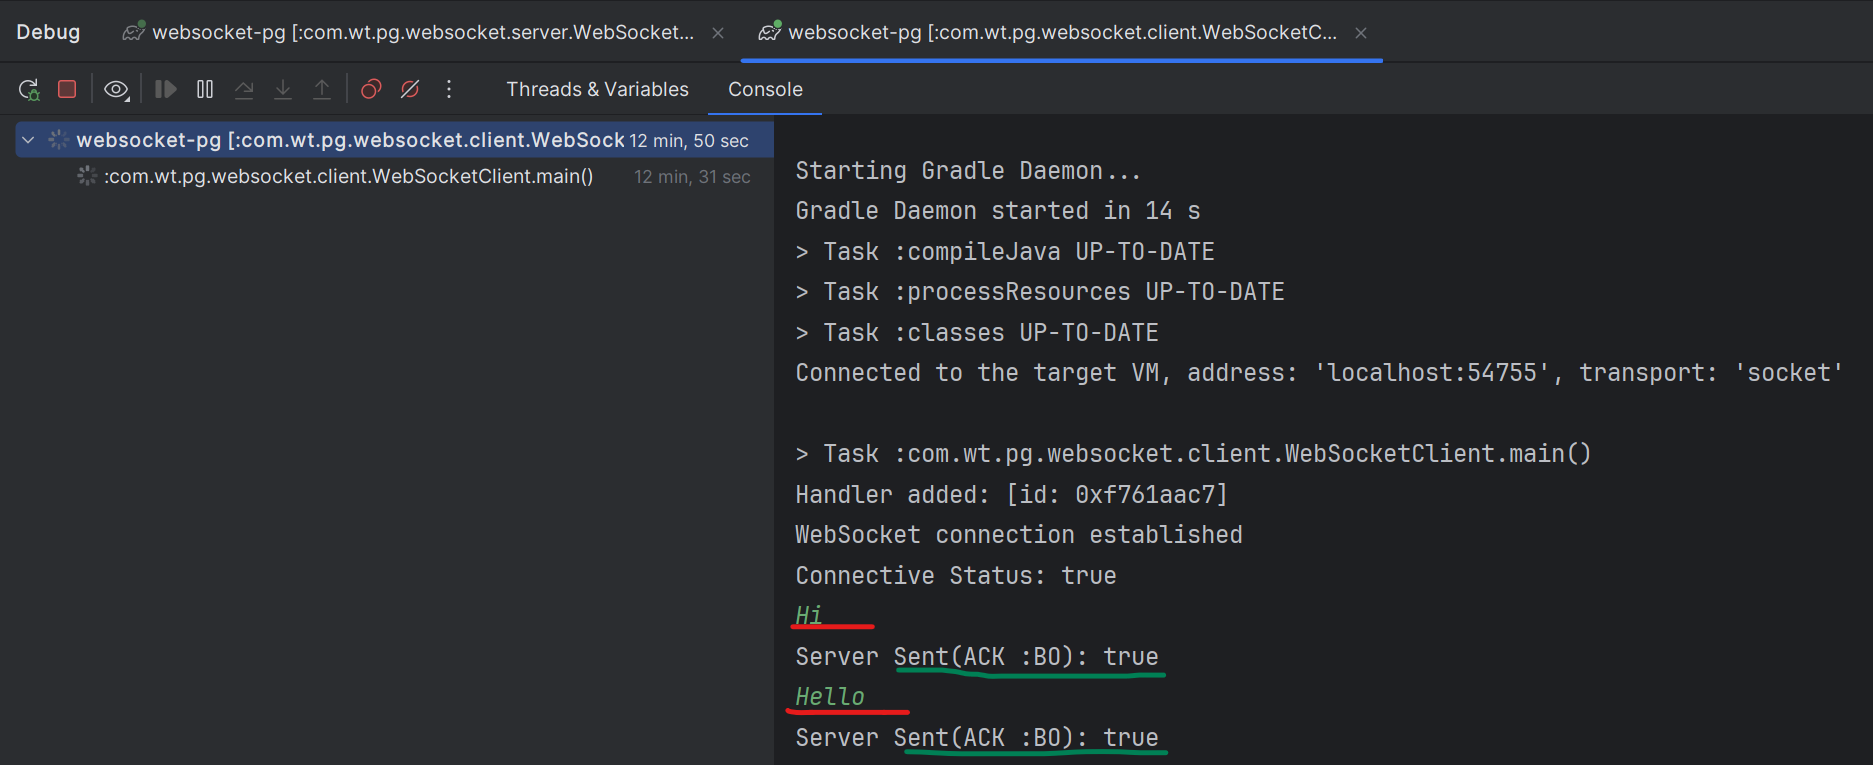 Debug
websocket-pg [:com.wt.pg.websocket.server.WebSocket...
websocket-pg [:com.wt.pg.websocket.client.WebSocketC...
Threads & Variables
Console
websocket-pg [:com.wt.pg.websocket.client.WebSock 12 min, 50 sec
:com.wt.pg.websocket.client.WebSocketClient.main() 12 min, 31 sec
Starting Gradle Daemon...
Gradle Daemon started in 14 s
> Task :compileJava UP-TO-DATE
> Task :processResources UP-TO-DATE
> Task :classes UP-TO-DATE
Connected to the target VM, address: 'localhost:54755', transport: 'socket'
> Task :com.wt.pg.websocket.client.WebSocketClient.main()
Handler added: [id: 0xf761aac7]
WebSocket connection established
Connective Status: true
Hi
Server Sent(ACK :BO): true
Hello
Server Sent(ACK :BO): true